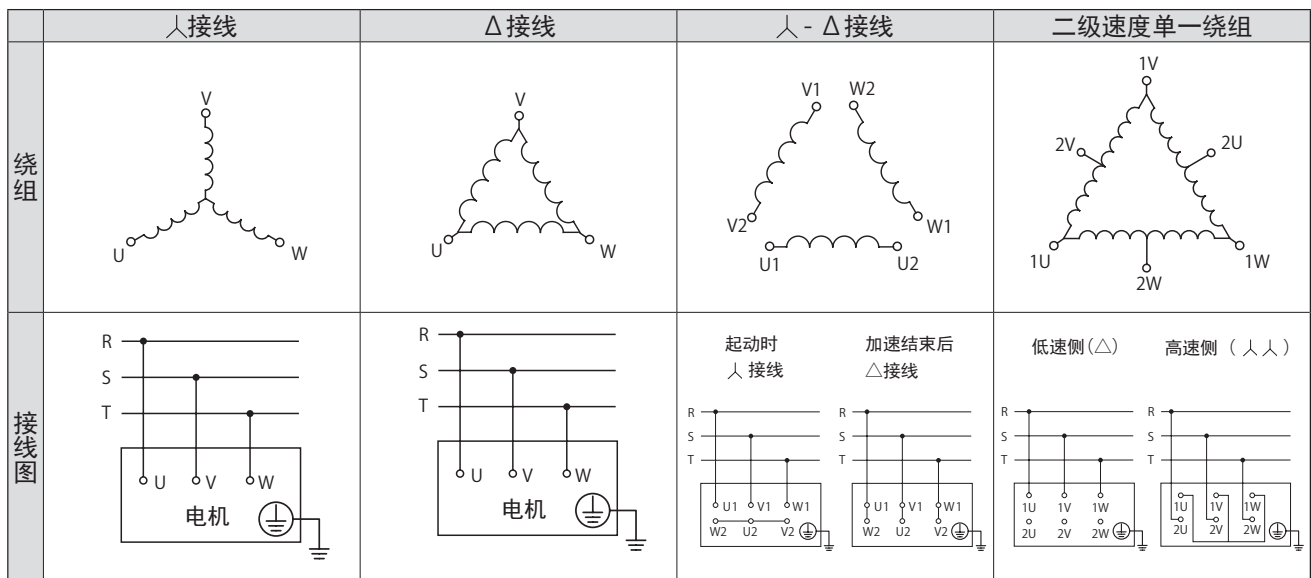 人接线
Δ接线
人 - Δ接线
二级速度单一绕组
绕组
V
U
W
V
U
W
V1 W2
V2
W1
U1
U2
1V
2V
2U
1U
1W
2W
接线图
R
S
T
U V W
电机
R
S
T
U V W
电机
起动时
人 接线
加速结束后
△接线
R
S
T
U1 V1 W1
W2 U2 V2
R
S
T
U1 V1 W1
W2 U2 V2
低速侧(△)
高速侧 (人人)
R
S
T
1U 1V 1W
2U 2V 2W
R
S
T
1U 1V 1W
2U 2V 2W